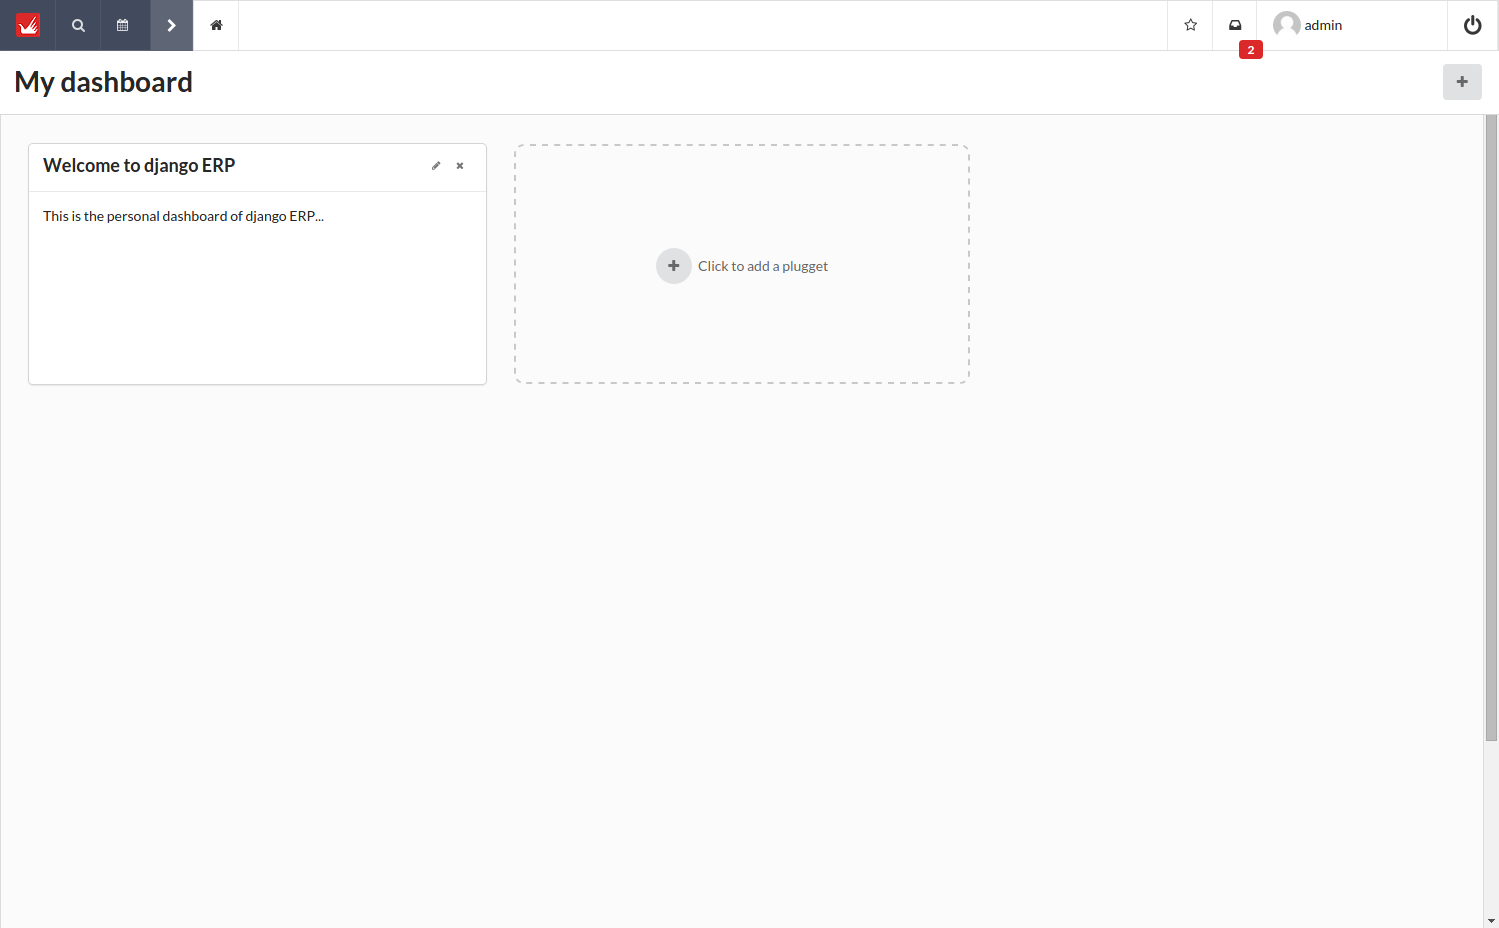 admin
2
My dashboard
Welcome to django ERP
This is the personal dashboard of django ERP...
Click to add a plugget